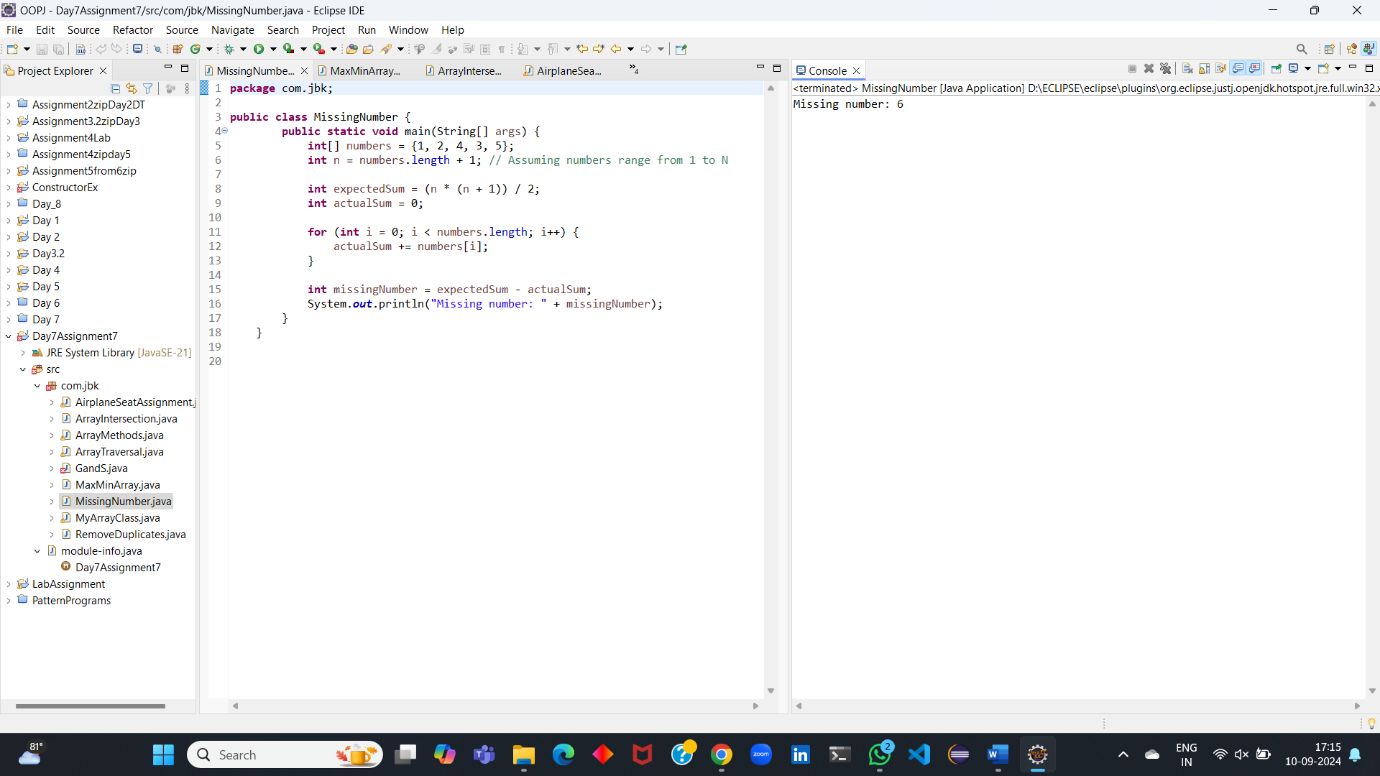 OOPJ - Day7Assignment7/src/com/jbk/MissingNumber.java - Eclipse IDE
File Edit Source Refactor Source Navigate Search Project Run Window Help
Project Explorer
Assignment2zipDay2DT
Assignment3.2zipDay3
Assignment4Lab
Assignment4zipday5
Assignment5from6zip
ConstructorEx
Day_8
Day 1
Day 2
Day3.2
Day 4
Day 5
Day 6
Day 7
Day7Assignment7
JRE System Library [JavaSE-21]
src
com.jbk
AirplaneSeatAssignment.j
ArrayIntersection.java
ArrayMethods.java
ArrayTraversal.java
GandS.java
MaxMinArray.java
MissingNumber.java
MyArrayClass.java
RemoveDuplicates.java
module-info.java
Day7Assignment7
LabAssignment
PatternPrograms
MissingNumbe... MaxMinArray... ArrayInterse... AirplaneSea... »4
1 package com.jbk;
2
3 public class MissingNumber {
4 public static void main(String[] args) {
5 int[] numbers = {1, 2, 4, 3, 5};
6 int n = numbers.length + 1; // Assuming numbers range from 1 to N
7
8 int expectedSum = (n * (n + 1)) / 2;
9 int actualSum = 0;
10
11 for (int i = 0; i < numbers.length; i++) {
12 actualSum += numbers[i];
13 }
14
15 int missingNumber = expectedSum - actualSum;
16 System.out.println("Missing number: " + missingNumber);
17 }
18 }
19
20
Console
<terminated> MissingNumber [Java Application] D:\ECLIPSE\eclipse\plugins\org.eclipse.justj.openjdk.hotspot.jre.full.win32.x
Missing number: 6
81°
Search
zoom
2
ENG
IN
17:15
10-09-2024